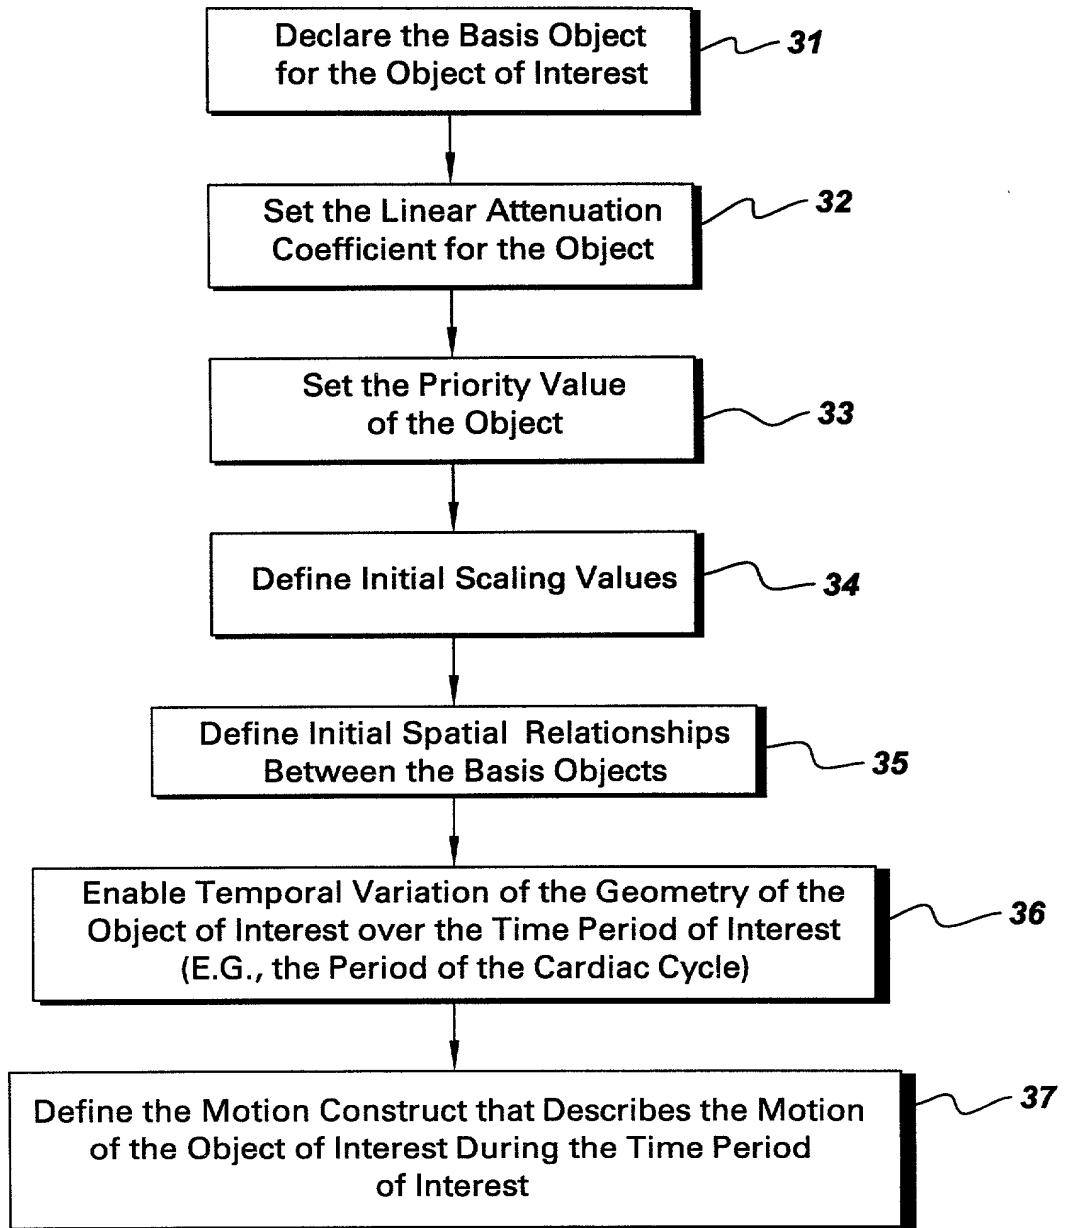 Declare the Basis Object
for the Object of Interest
31
Set the Linear Attenuation
Coefficient for the Object
32
Set the Priority Value
of the Object
33
Define Initial Scaling Values
34
Define Initial Spatial Relationships
Between the Basis Objects
35
Enable Temporal Variation of the Geometry of the
Object of Interest over the Time Period of Interest
(E.G., the Period of the Cardiac Cycle)
36
Define the Motion Construct that Describes the Motion
of the Object of Interest During the Time Period
of Interest
37